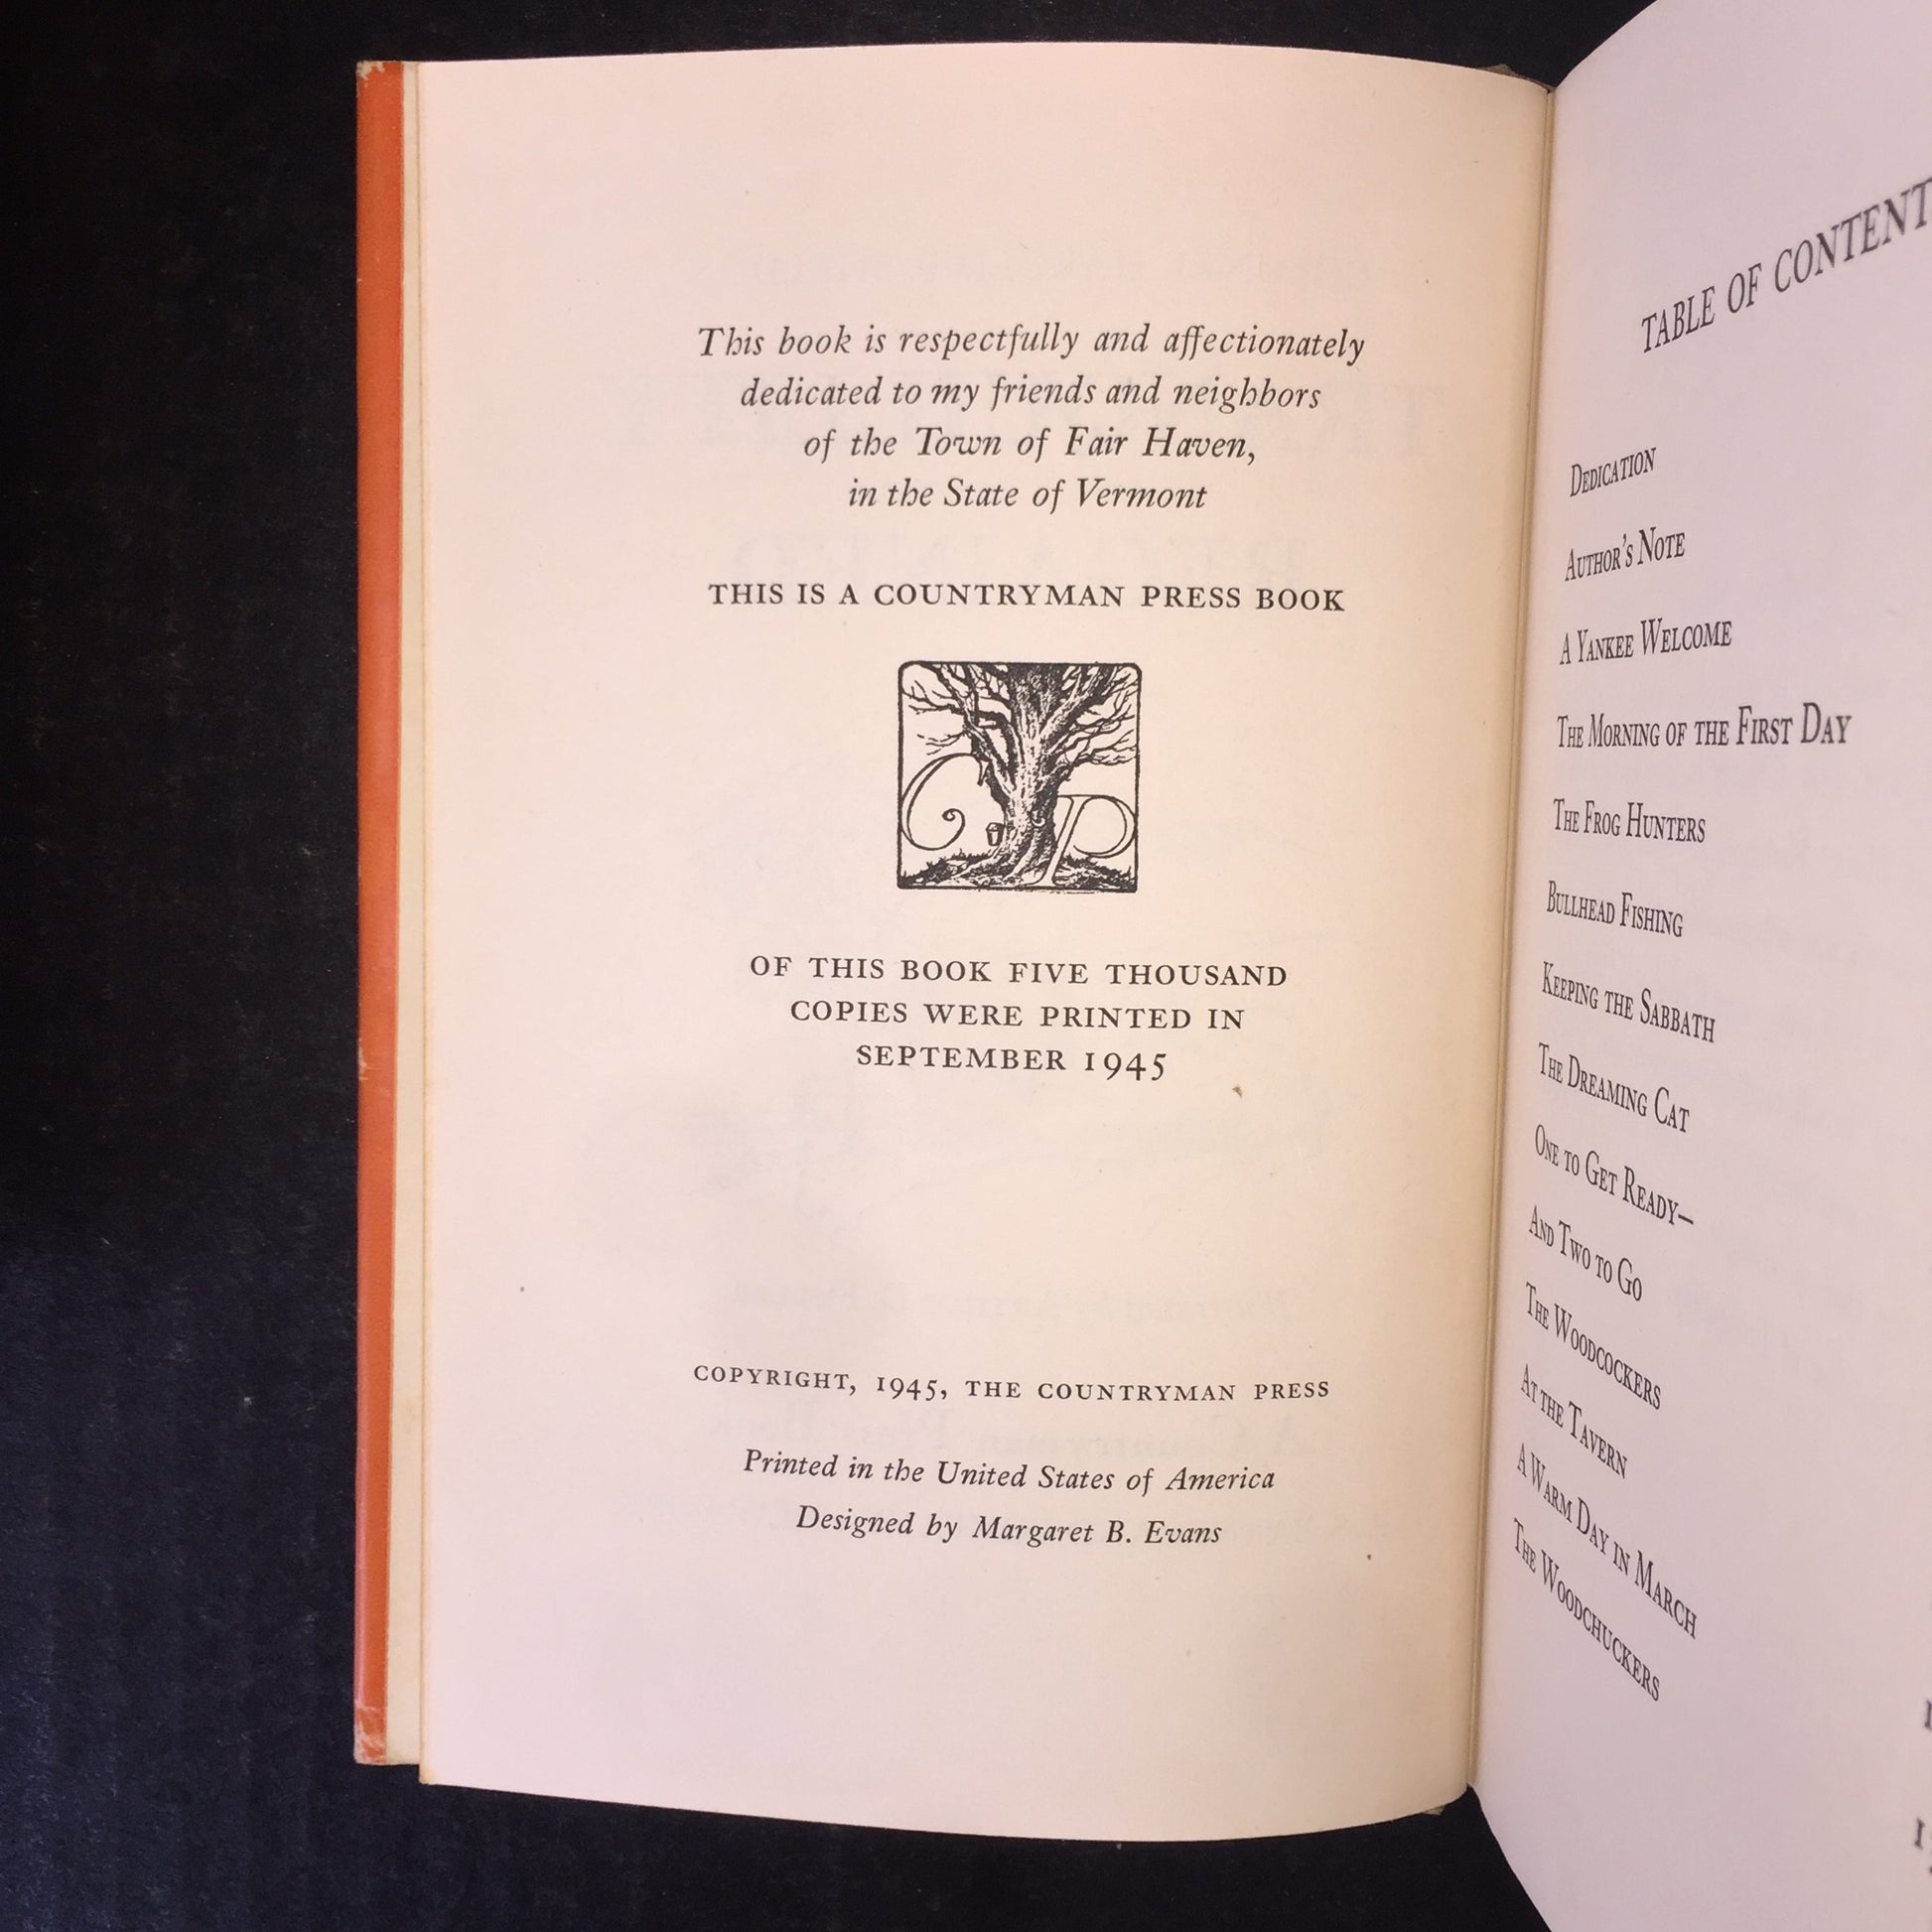 This book is respectfully and affectionately
dedicated to my friends and neighbors
of the Town of Fair Haven,
in the State of Vermont
THIS IS A COUNTRYMAN PRESS BOOK
CP
OF THIS BOOK FIVE THOUSAND
COPIES WERE PRINTED IN
SEPTEMBER 1945
COPYRIGHT, 1945, THE COUNTRYMAN PRESS
Printed in the United States of America
Designed by Margaret B. Evans
TABLE OF CONTENT
DEDICATION
AUTHOR'S NOTE
A YANKEE WELCOME
THE MORNING OF THE FIRST DAY
THE FROG HUNTERS
BULLHEAD FISHING
KEEPING THE SABBATH
THE DREAMING CAT
ONE TO GET READY—
AND TWO TO GO
THE WOODCOCKERS
AT THE TAVERN
A WARM DAY IN MARCH
THE WOODCHUCKERS